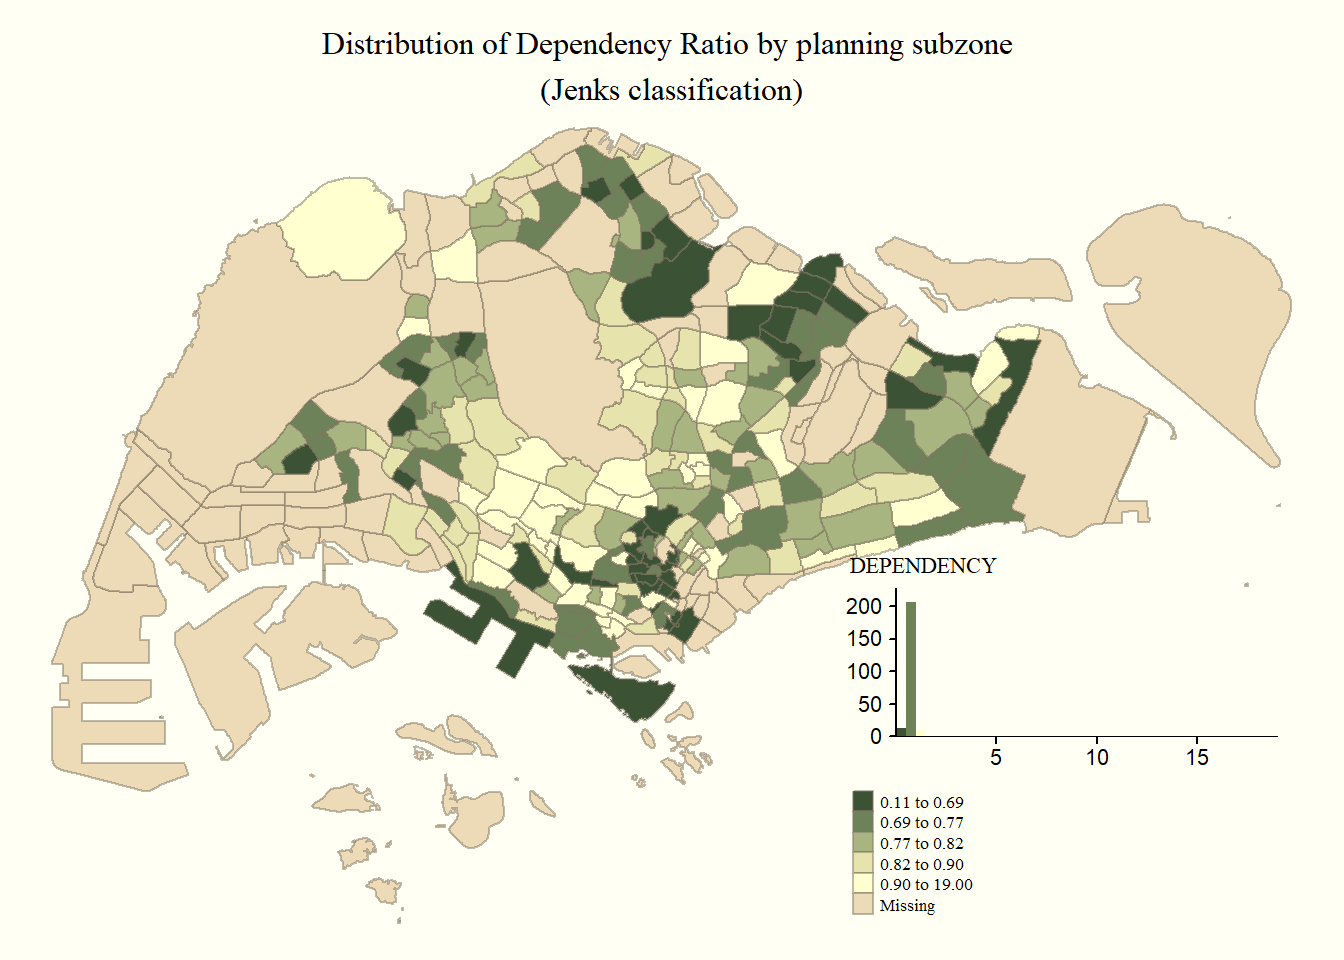 Distribution of Dependency Ratio by planning subzone
(Jenks classification)
DEPENDENCY
200
150
100
50
0
5 10 15
0.11 to 0.69
0.69 to 0.77
0.77 to 0.82
0.82 to 0.90
0.90 to 19.00
Missing